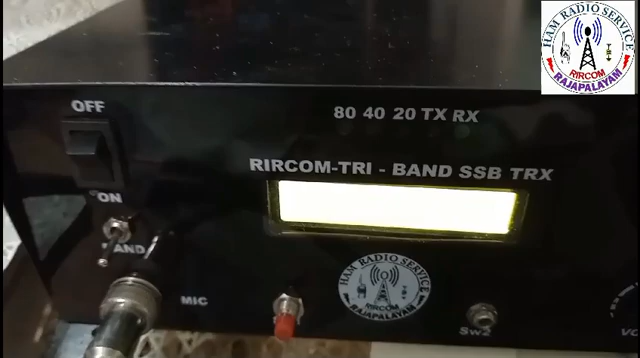 HAM RADIO SERVICE
RIRCOM
RAJAPALAYAM
OFF
80 40 20 TX RX
RIRCOM-TRI - BAND SSB TRX
ON
BAND
MIC
HAM RADIO SERVICE
RIRCOM
RAJAPALAYAM
SW2